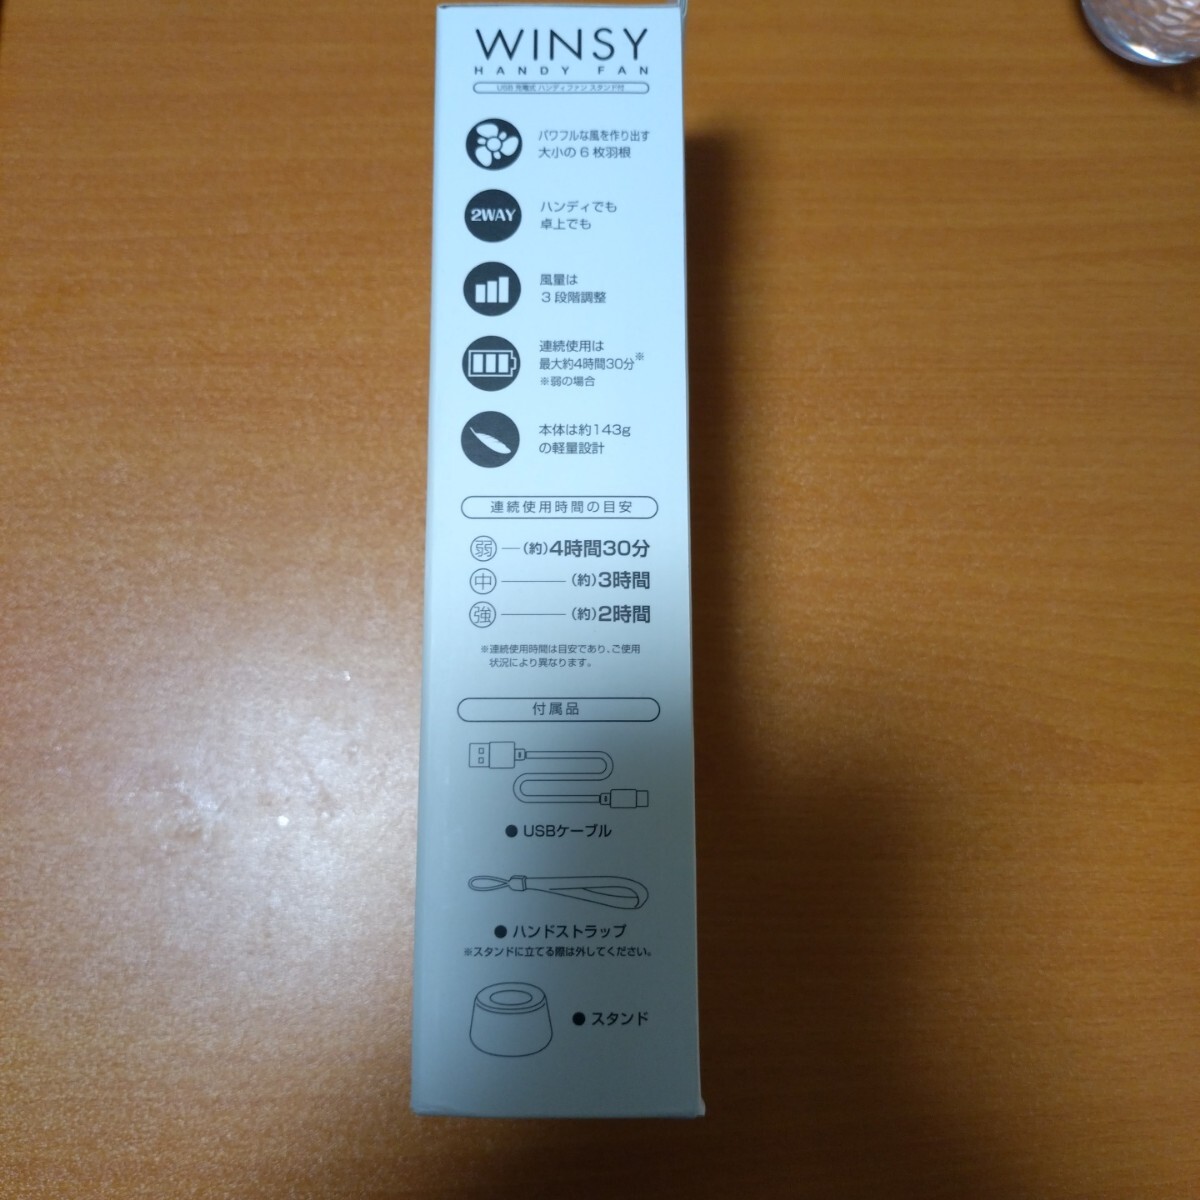 WINSY
HANDY FAN
USB 充電式 ハンディファン スタンド付
パワフルな風を作り出す
大小の6枚羽根
2WAY
ハンディでも
卓上でも
風量は
3段階調整
連続使用は
最大約4時間30分※
※弱の場合
本体は約143g
の軽量設計
連続使用時間の目安
弱 (約)4時間30分
中 (約)3時間
強 (約)2時間
※連続使用時間は目安であり、ご使用
状況により異なります。
付属品
● USBケーブル
● ハンドストラップ
※スタンドに立てる際は外してください。
● スタンド